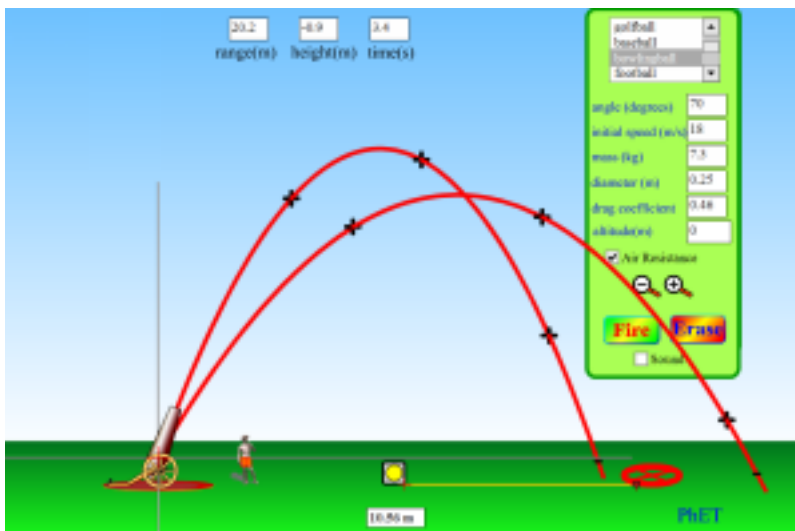 20.2 -0.9 3.4
range(m) height(m) time(s)
golfball
baseball
bowlingball
football
angle (degrees) 70
initial speed (m/s) 18
mass (kg) 7.3
diameter (m) 0.25
drag coefficient 0.46
altitude(m) 0
Air Resistance
Fire Erase
Sound
10.56 m
PhET